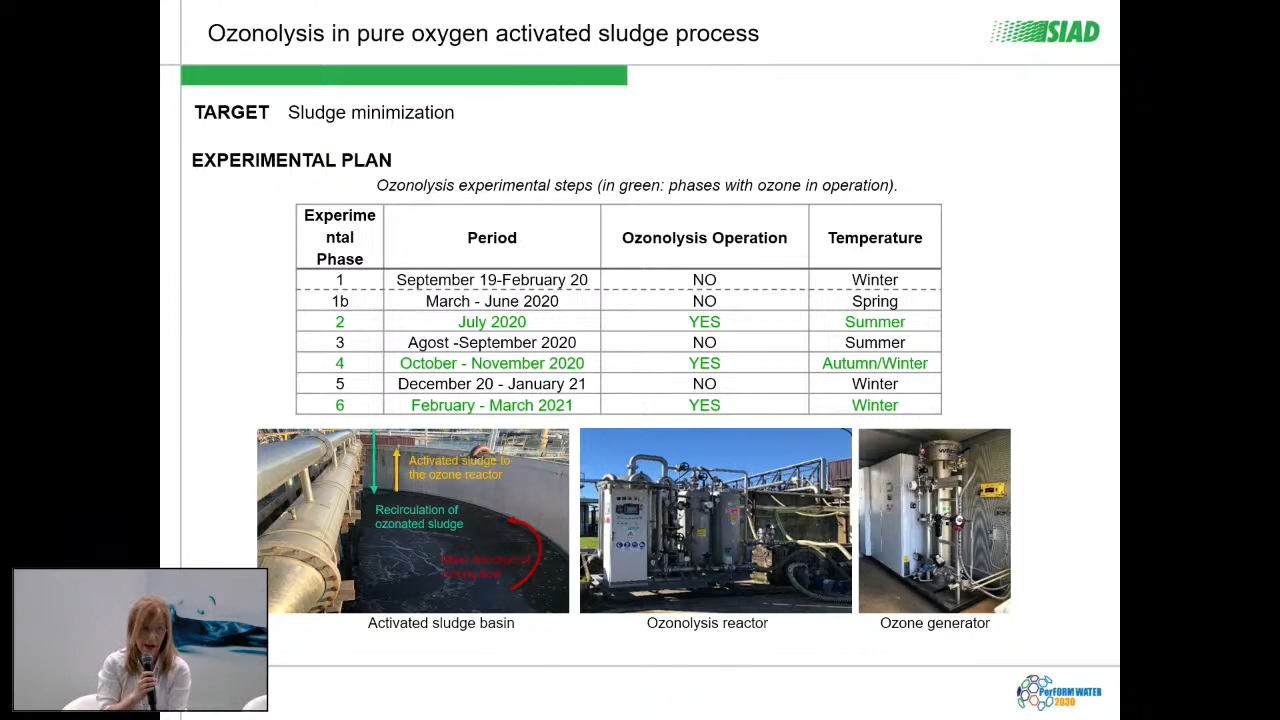 Ozonolysis in pure oxygen activated sludge process
SIAD
TARGET Sludge minimization
EXPERIMENTAL PLAN
Ozonolysis experimental steps (in green: phases with ozone in operation).
Experime
ntal
Phase
Period
Ozonolysis Operation
Temperature
1 September 19-February 20 NO Winter
1b March - June 2020 NO Spring
2 July 2020 YES Summer
3 Agost -September 2020 NO Summer
4 October - November 2020 YES Autumn/Winter
5 December 20 - January 21 NO Winter
6 February - March 2021 YES Winter
Activated sludge to
the ozone reactor
Recirculation of
ozonated sludge
Activated sludge basin
Ozonolysis reactor
Ozone generator
PerFORM WATER
2030